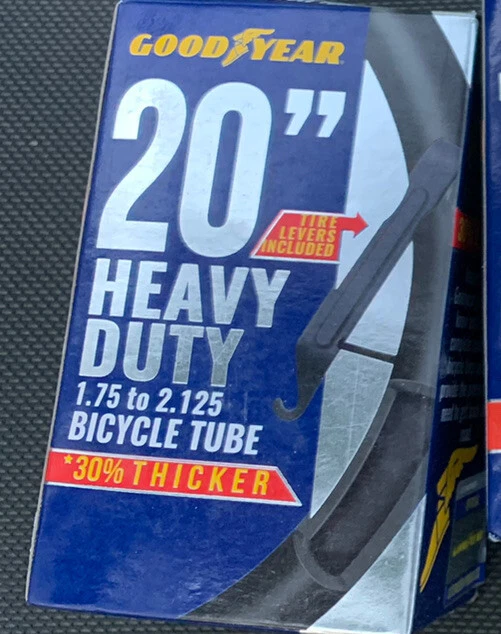 GOODYEAR
20”
TIRE
LEVERS
INCLUDED
HEAVY
DUTY
1.75 to 2.125
BICYCLE TUBE
*30% THICKER